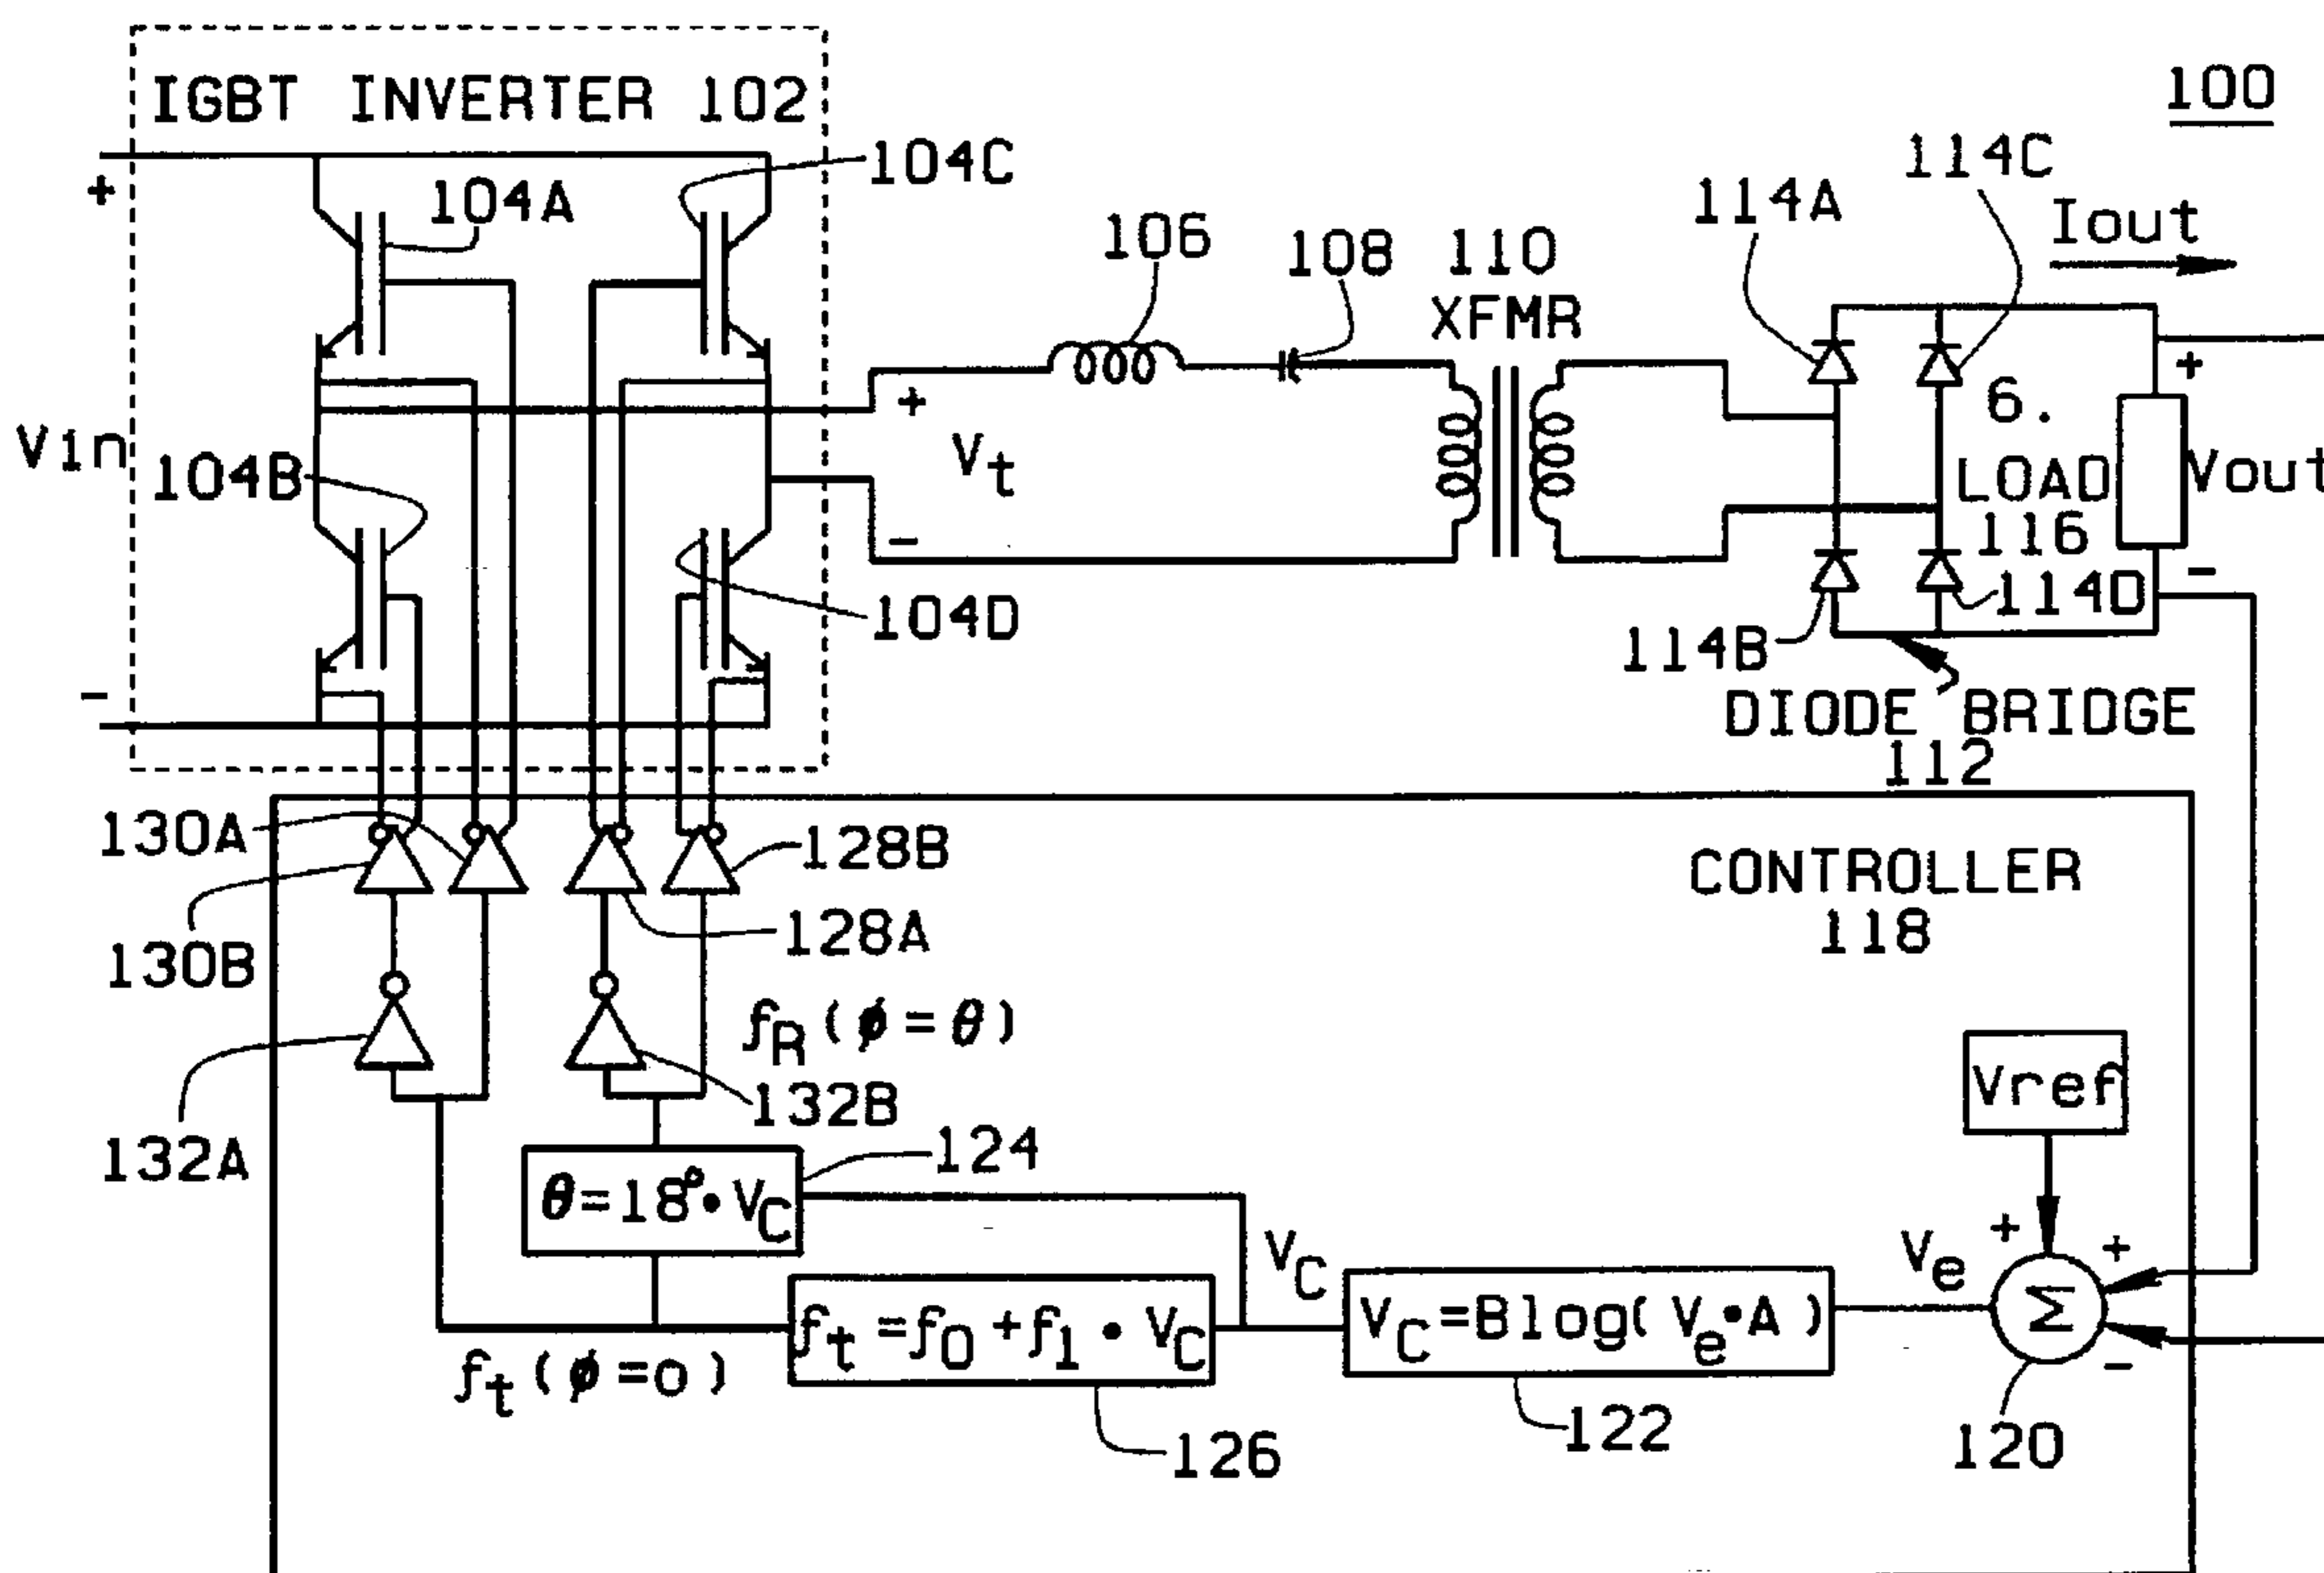 IGBT INVERTER 102
100
104C
114C
104A
114A
Iout
106
108
110
XFMR
+
+
+
6.
Vin
104B
Vt
LOAD
116
Vout
-
-
104D
114D
114B
-
DIODE BRIDGE
112
130A
128B
CONTROLLER
118
128A
130B
fR(ø=θ)
Vref
132B
132A
124
θ=18°•VC
VC
Ve
+
+
Σ
ft=f0+f1•VC
VC=Blog(Ve•A)
ft(ø=0)
-
126
122
120